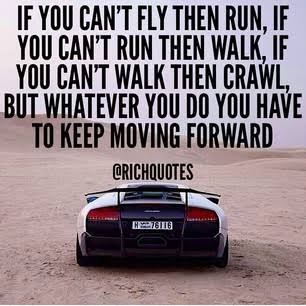 IF YOU CAN'T FLY THEN RUN, IF
YOU CAN'T RUN THEN WALK, IF
YOU CAN'T WALK THEN CRAWL,
BUT WHATEVER YOU DO YOU HAVE
TO KEEP MOVING FORWARD
@RICHQUOTES
H 76116